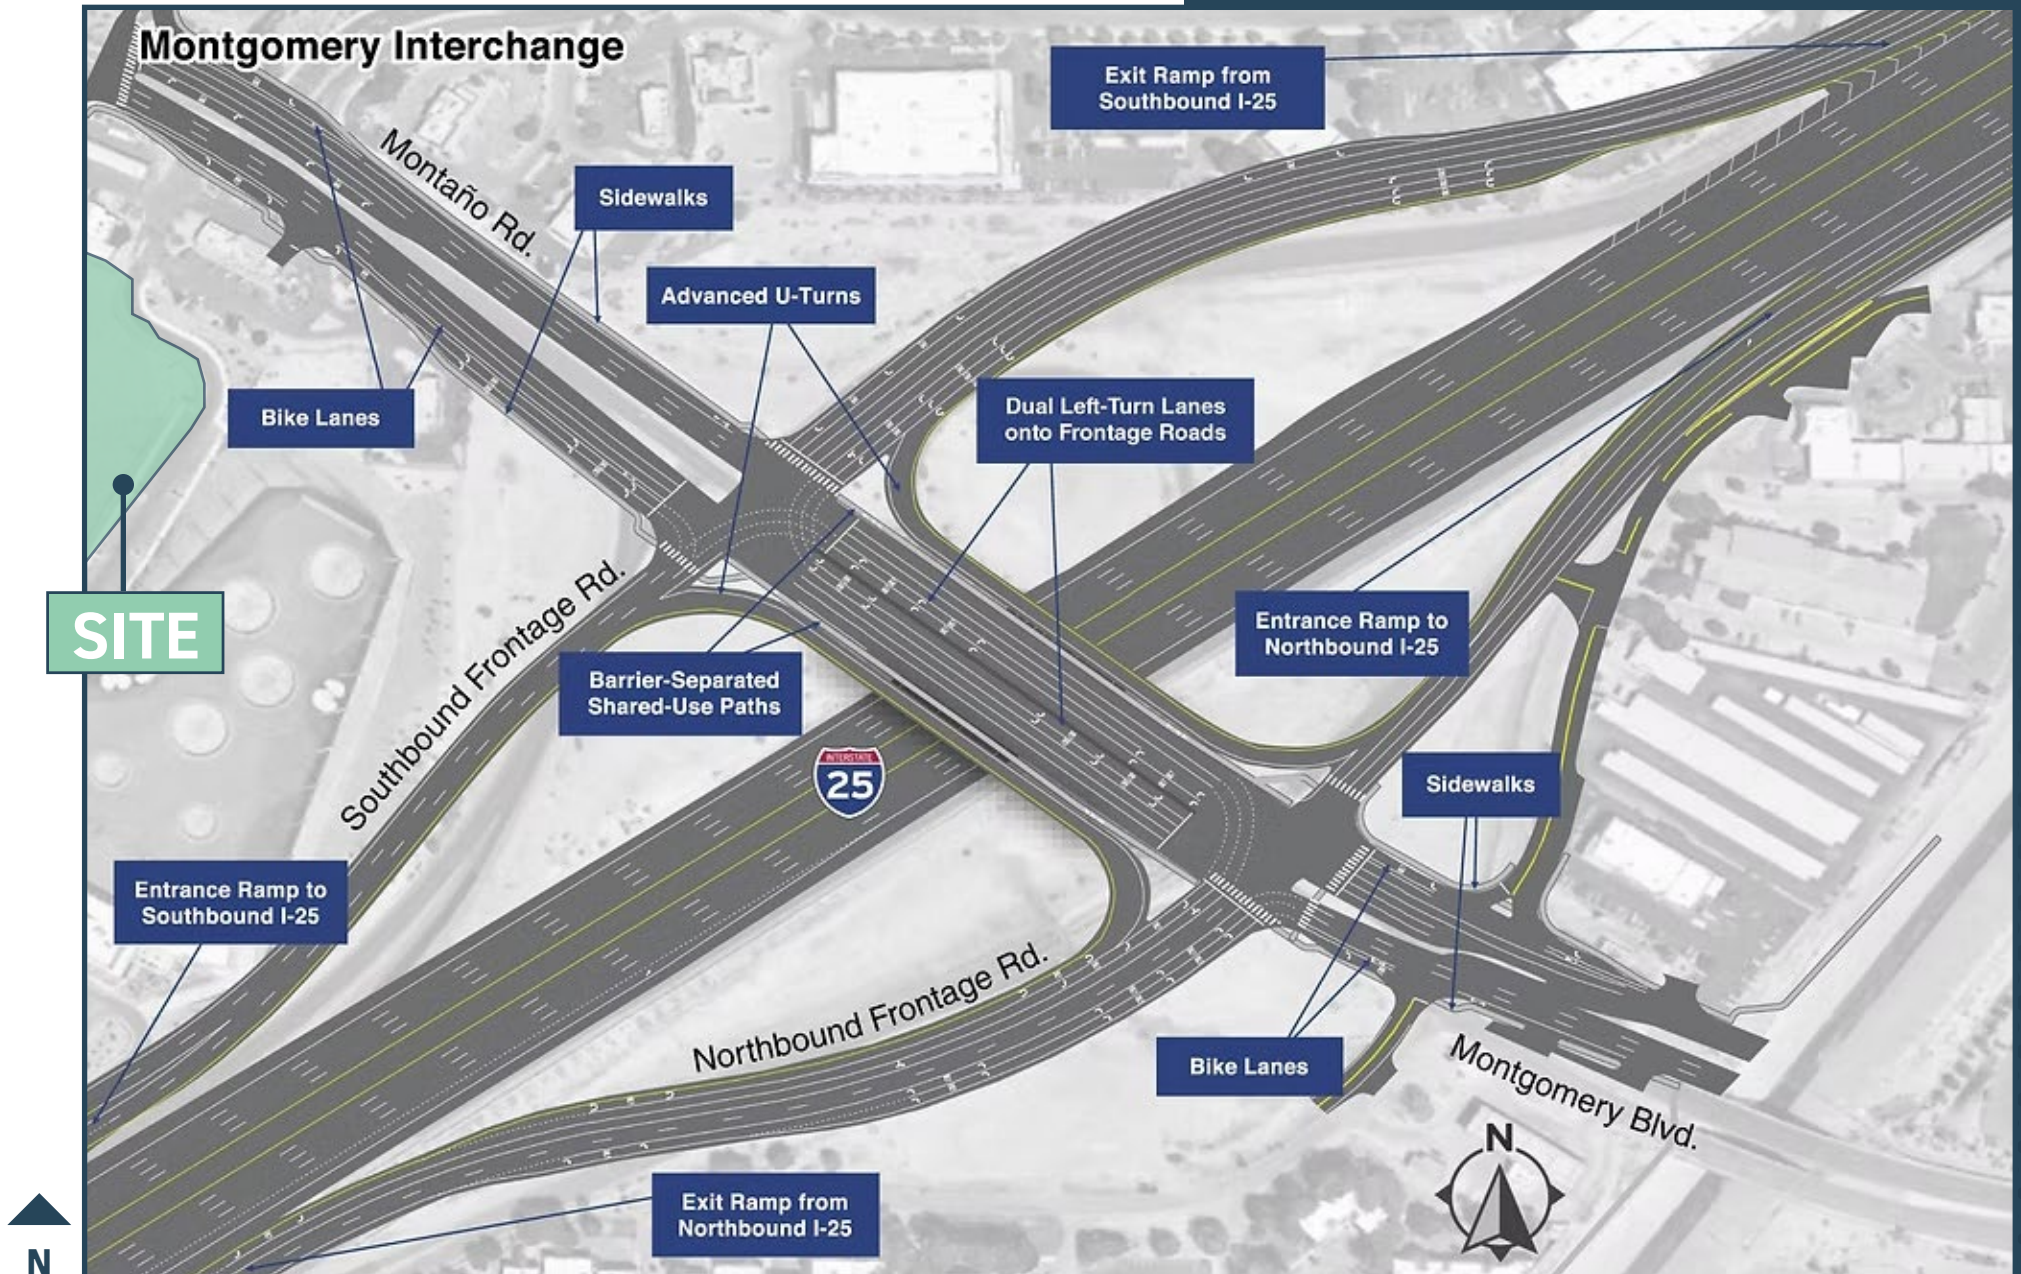 Montgomery Interchange
Exit Ramp from
Southbound I-25
Montaño Rd.
Sidewalks
Advanced U-Turns
Bike Lanes
Dual Left-Turn Lanes
onto Frontage Roads
SITE
Southbound Frontage Rd.
Entrance Ramp to
Northbound I-25
Barrier-Separated
Shared-Use Paths
INTERSTATE
25
Sidewalks
Entrance Ramp to
Southbound I-25
Northbound Frontage Rd.
Bike Lanes
Montgomery Blvd.
N
Exit Ramp from
Northbound I-25
N